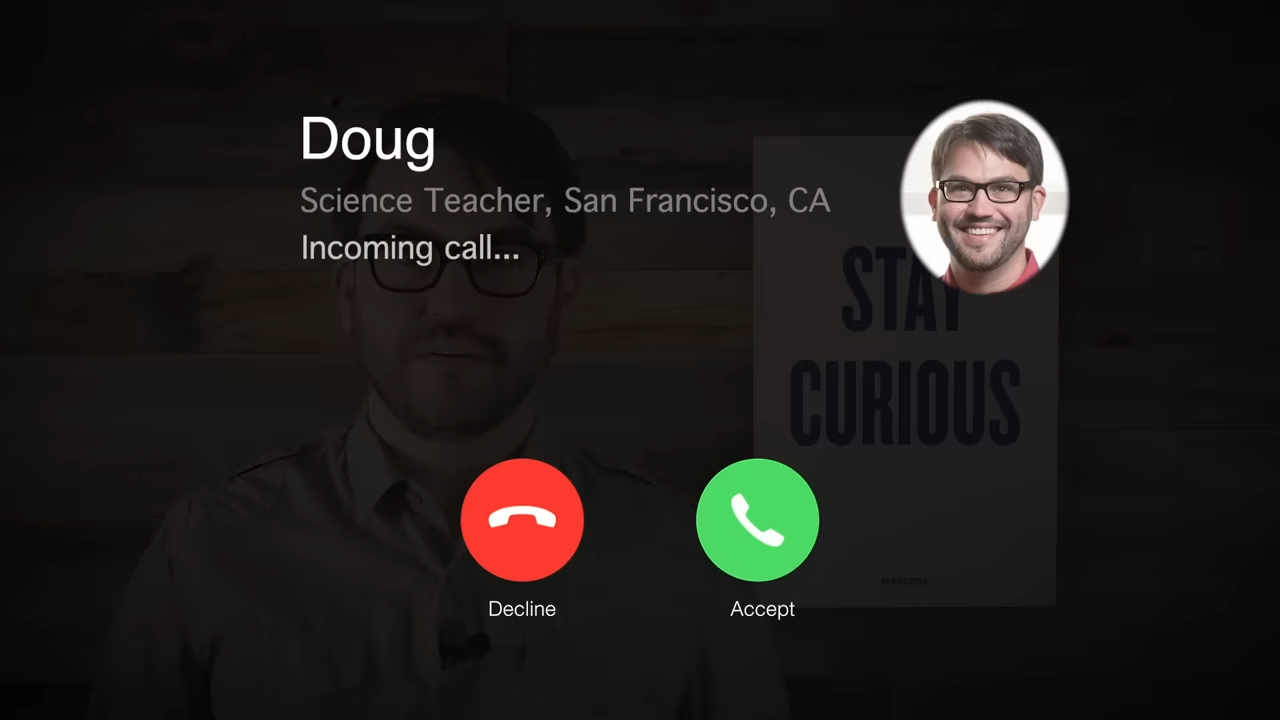 Doug
Science Teacher, San Francisco, CA
Incoming call...
STAY
CURIOUS
Decline
Accept